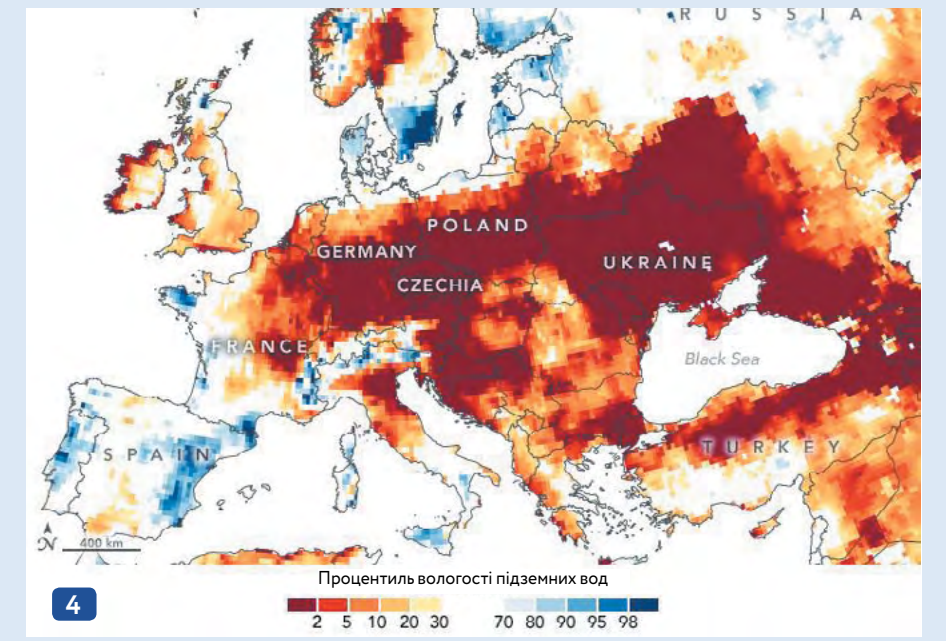 RUSSIA
POLAND
GERMANY
UKRAINE
CZECHIA
FRANCE
Black Sea
SPAIN
TURKEY
N 400 km
Процентиль вологості підземних вод
4
2 5 10 20 30 70 80 90 95 98